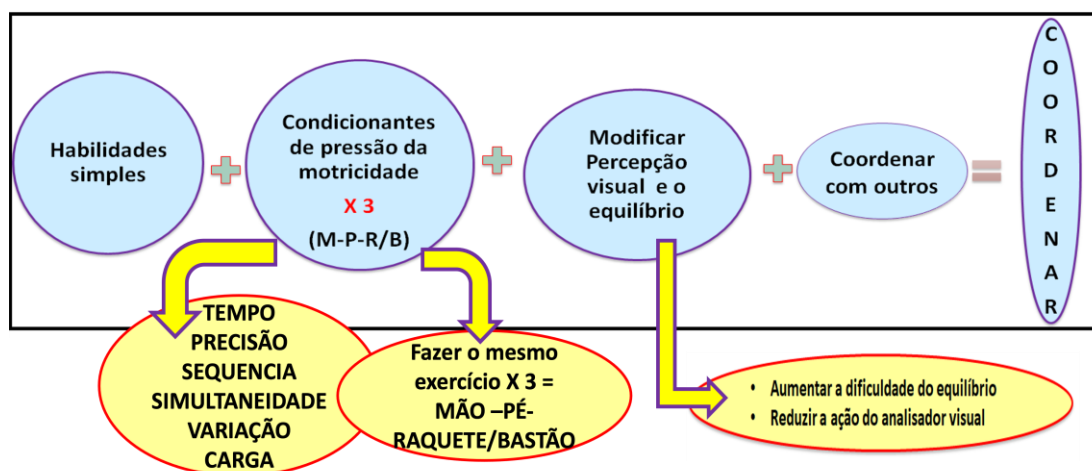 Habilidades
simples
Condicionantes
de pressão da
motricidade
X 3
(M-P-R/B)
Modificar
Percepção
visual e o
equilíbrio
Coordenar
com outros
C
O
O
R
D
E
N
A
R
TEMPO
PRECISÃO
SEQUENCIA
SIMULTANEIDADE
VARIAÇÃO
CARGA
Fazer o mesmo
exercício X 3 =
MÃO –PÉ-
RAQUETE/BASTÃO
• Aumentar a dificuldade do equilíbrio
• Reduzir a ação do analisador visual